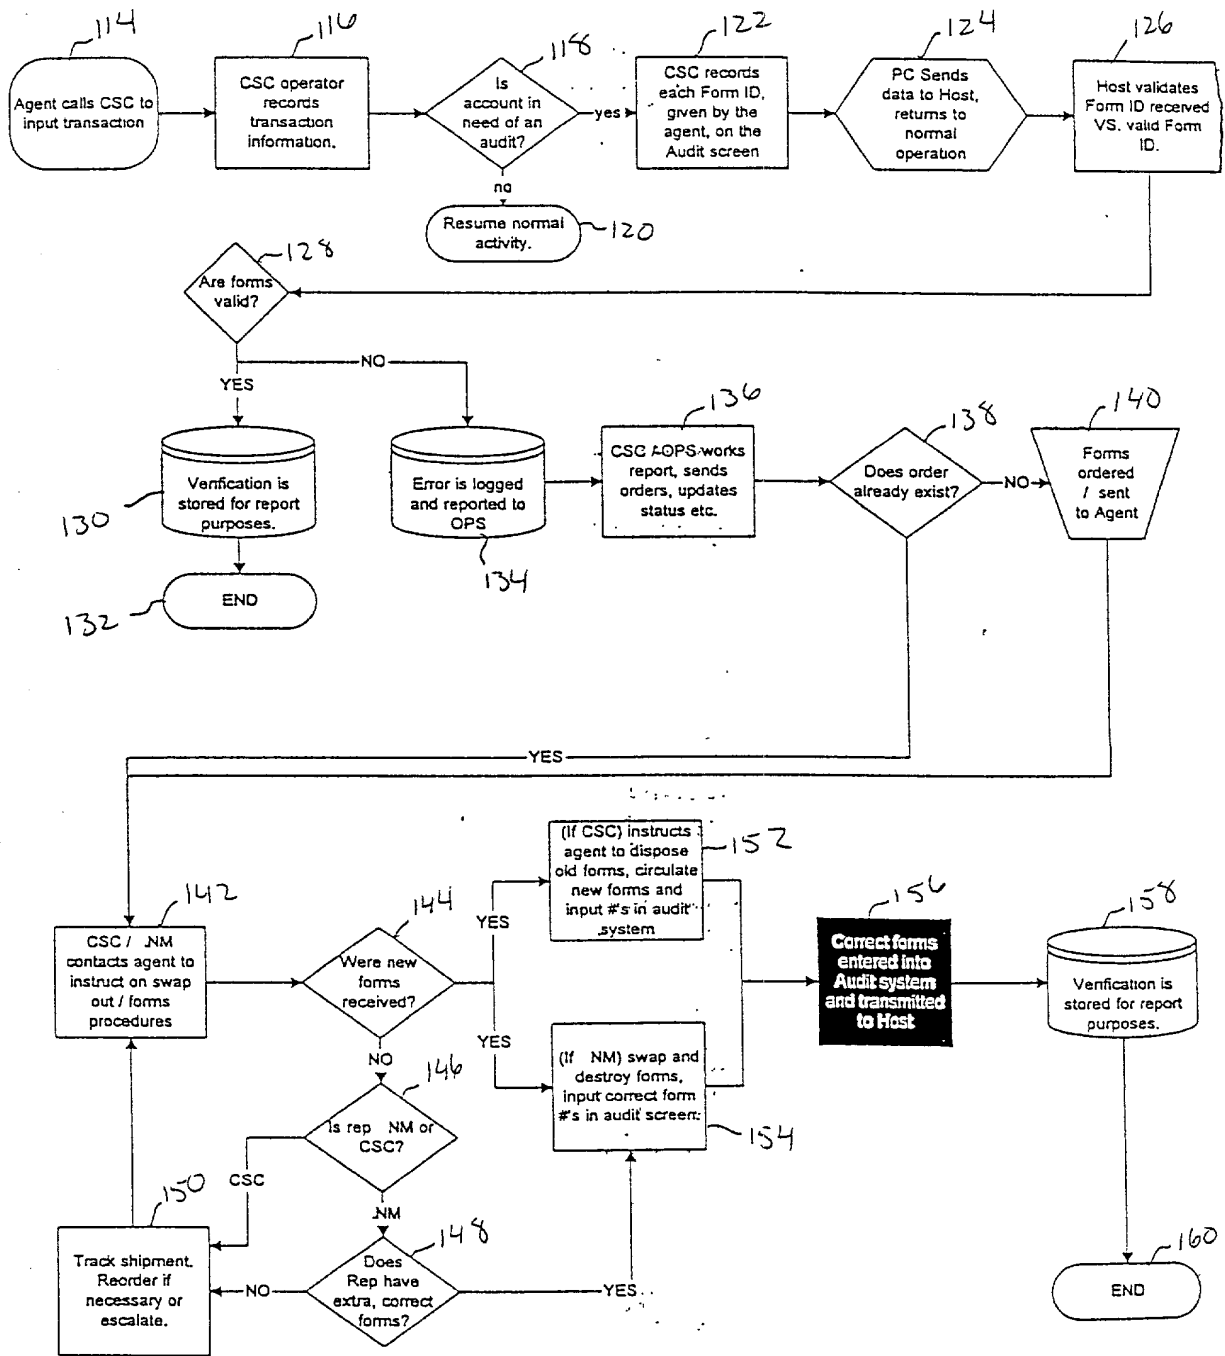 114
116
118
122
124
126
Agent calls CSC to
input transaction
CSC operator
records
transaction
information.
Is
account in
need of an
audit?
yes
CSC records
each Form ID,
given by the
agent, on the
Audit screen
PC Sends
data to Host,
returns to
normal
operation
Host validates
Form ID received
VS. valid Form
ID.
no
Resume normal
activity.
120
128
Are forms
valid?
NO
YES
136
138
140
Verification is
stored for report
purposes.
130
Error is logged
and reported to
OPS
134
CSC OPS works
report, sends
orders, updates
status etc.
Does order
already exist?
NO
Forms
ordered
/ sent
to Agent
END
132
YES
142
CSC / NM
contacts agent to
instruct on swap
out / forms
procedures
144
Were new
forms
received?
YES
YES
(If CSC) instructs
agent to dispose
old forms, circulate
new forms and
input #'s in audit
system
152
(If NM) swap and
destroy forms,
input correct form
#'s in audit screen.
154
156
Correct forms
entered into
Audit system
and transmitted
to Host
158
Verification is
stored for report
purposes.
NO
146
Is rep NM or
CSC?
CSC
NM
150
Track shipment.
Reorder if
necessary or
escalate.
148
Does
Rep have
extra, correct
forms?
NO
YES
160
END